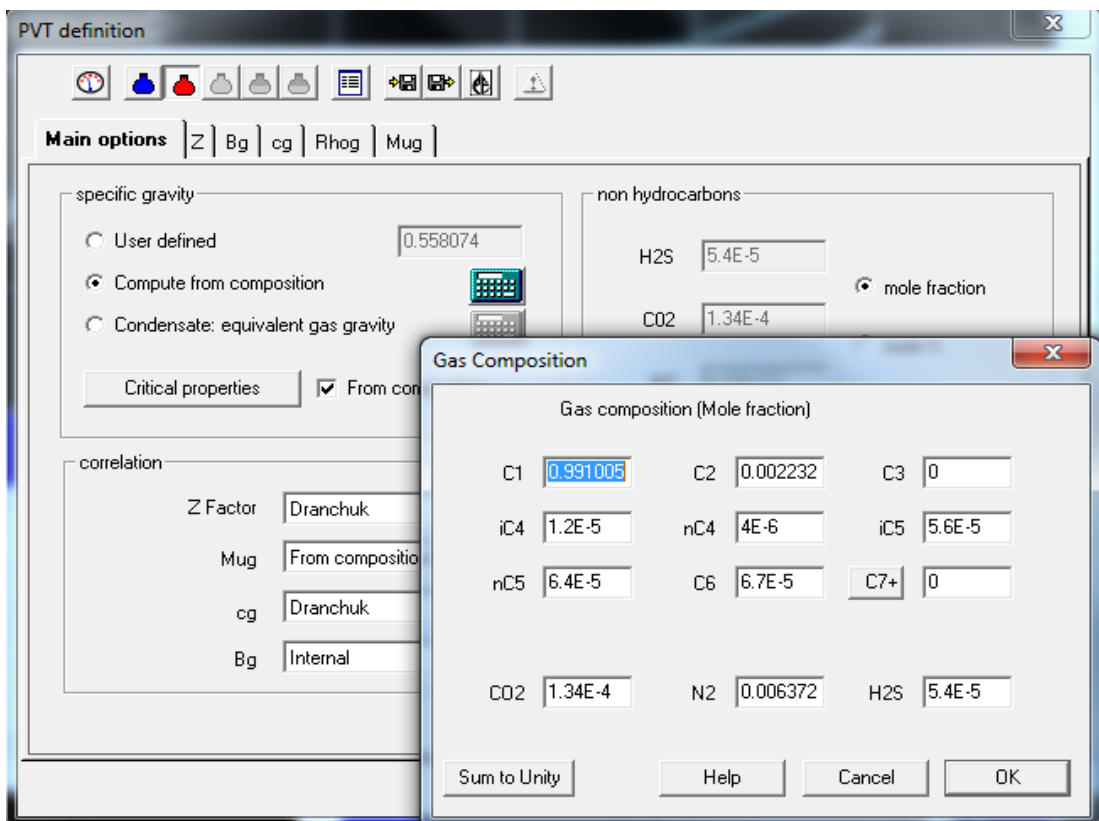 PVT definition
Main options Z Bg cg Rhog Mug
specific gravity
User defined 0.558074
Compute from composition
Condensate: equivalent gas gravity
Critical properties From con
non hydrocarbons
H2S 5.4E-5
mole fraction
C02 1.34E-4
correlation
Z Factor Dranchuk
Mug From compositio
cg Dranchuk
Bg Internal
Gas Composition
Gas composition (Mole fraction)
C1 0.991005 C2 0.002232 C3 0
iC4 1.2E-5 nC4 4E-6 iC5 5.6E-5
nC5 6.4E-5 C6 6.7E-5 C7+ 0
CO2 1.34E-4 N2 0.006372 H2S 5.4E-5
Sum to Unity Help Cancel OK